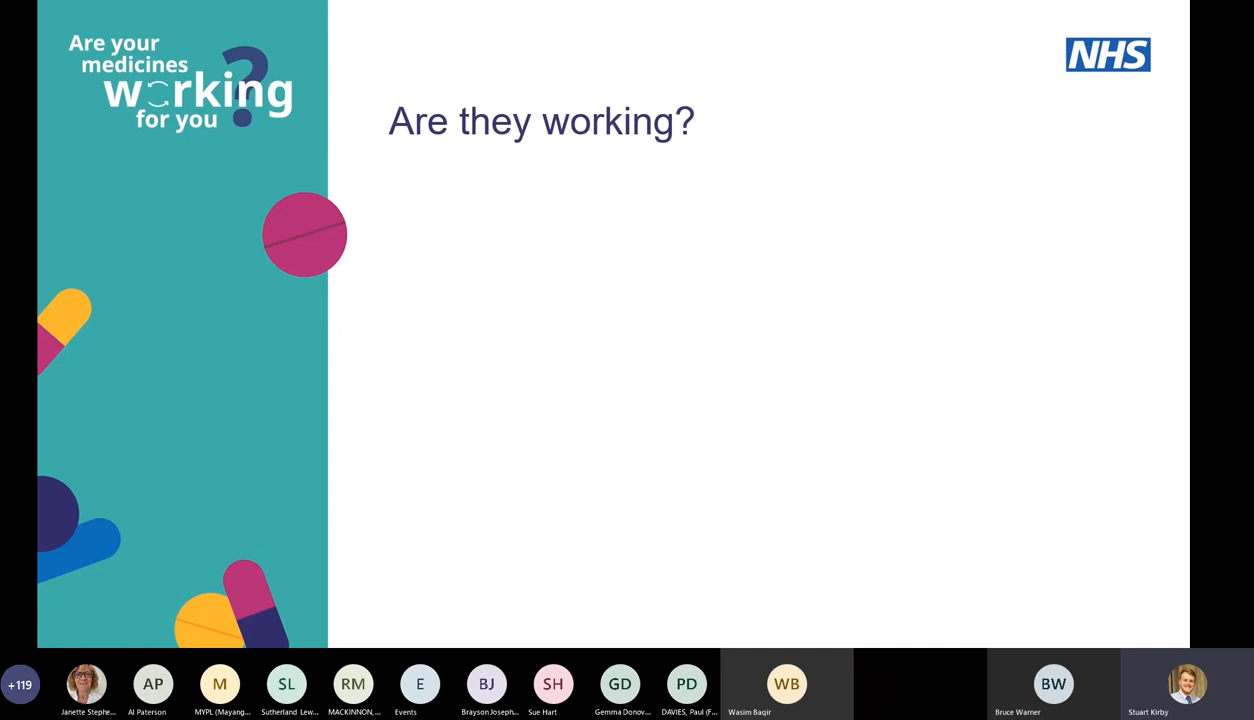 Are your
medicines
working
for you
?
NHS
Are they working?
+119
AP
M
SL
RM
E
BJ
SH
GD
PD
WB
BW
Janette Stephe...
Al Paterson
MYPL (Mayang...
Sutherland Lew...
MACKINNON,...
Events
Brayson Joseph...
Sue Hart
Gemma Donov...
DAVIES, Paul (F...
Wasim Baqir
Bruce Warner
Stuart Kirby